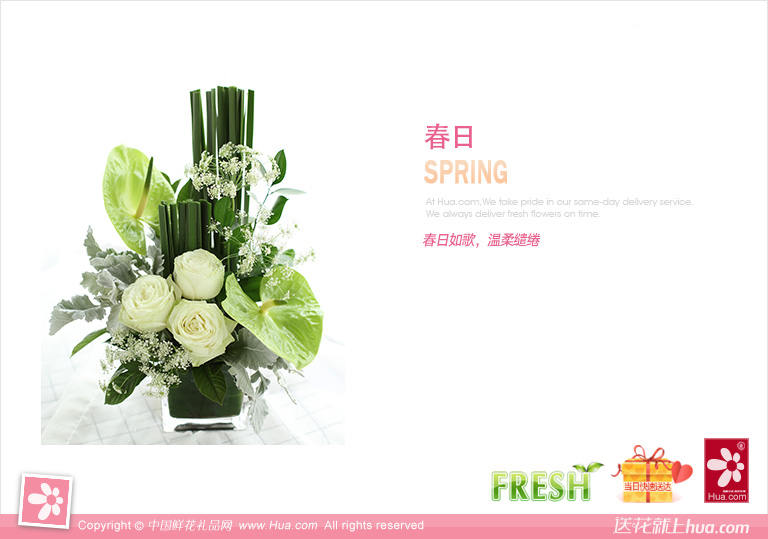 春日
SPRING
At Hua.com,We take pride in our same-day delivery service.
We always deliver fresh flowers on time.
春日如歌，温柔缱绻
FRESH
当日快速送达
Hua.com
Copyright © 中国鲜花礼品网 www.Hua.com All rights reserved
送花就上hua.com